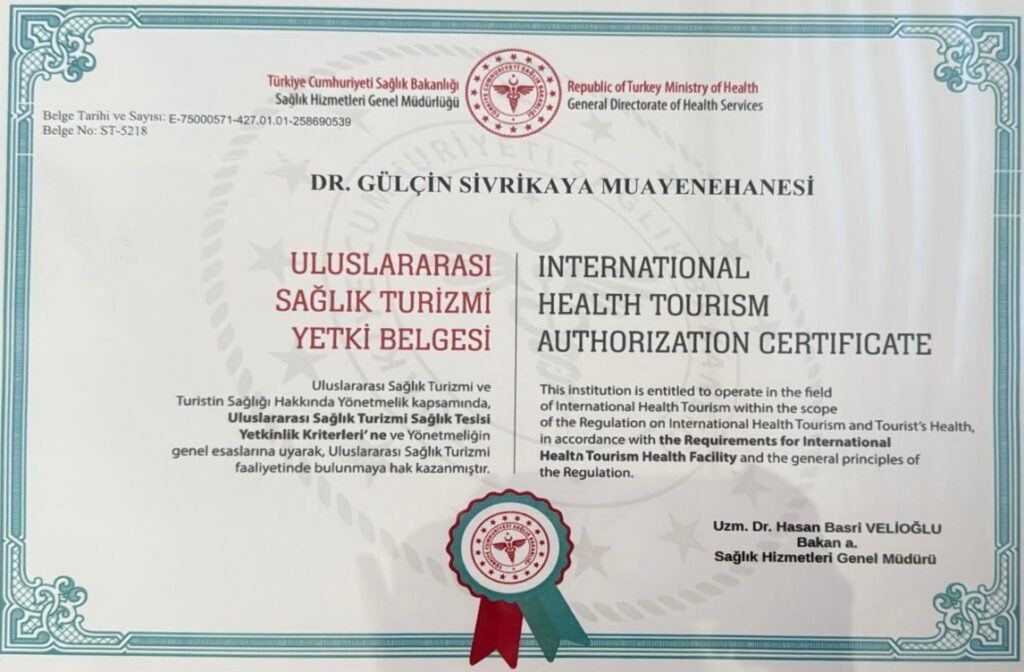 Türkiye Cumhuriyeti Sağlık Bakanlığı
Sağlık Hizmetleri Genel Müdürlüğü
Republic of Turkey Ministry of Health
General Directorate of Health Services
Belge Tarihi ve Sayısı: E-75000571-427.01.01-258690539
Belge No: ST-5218
DR. GÜLÇİN SİVRİKAYA MUAYENEHANESİ
ULUSLARARASI
SAĞLIK TURİZMİ
YETKİ BELGESİ
Uluslararası Sağlık Turizmi ve
Turistin Sağlığı Hakkında Yönetmelik kapsamında,
Uluslararası Sağlık Turizmi Sağlık Tesisi
Yetkinlik Kriterleri' ne ve Yönetmeliğin
genel esaslarına uyarak, Uluslararası Sağlık Turizmi
faaliyetinde bulunmaya hak kazanmıştır.
INTERNATIONAL
HEALTH TOURISM
AUTHORIZATION CERTIFICATE
This institution is entitled to operate in the field
of International Health Tourism within the scope
of the Regulation on International Health Tourism and Tourist's Health,
in accordance with the Requirements for International
Health Tourism Health Facility and the general principles of
the Regulation.
Uzm. Dr. Hasan Basri VELİOĞLU
Bakan a.
Sağlık Hizmetleri Genel Müdürü